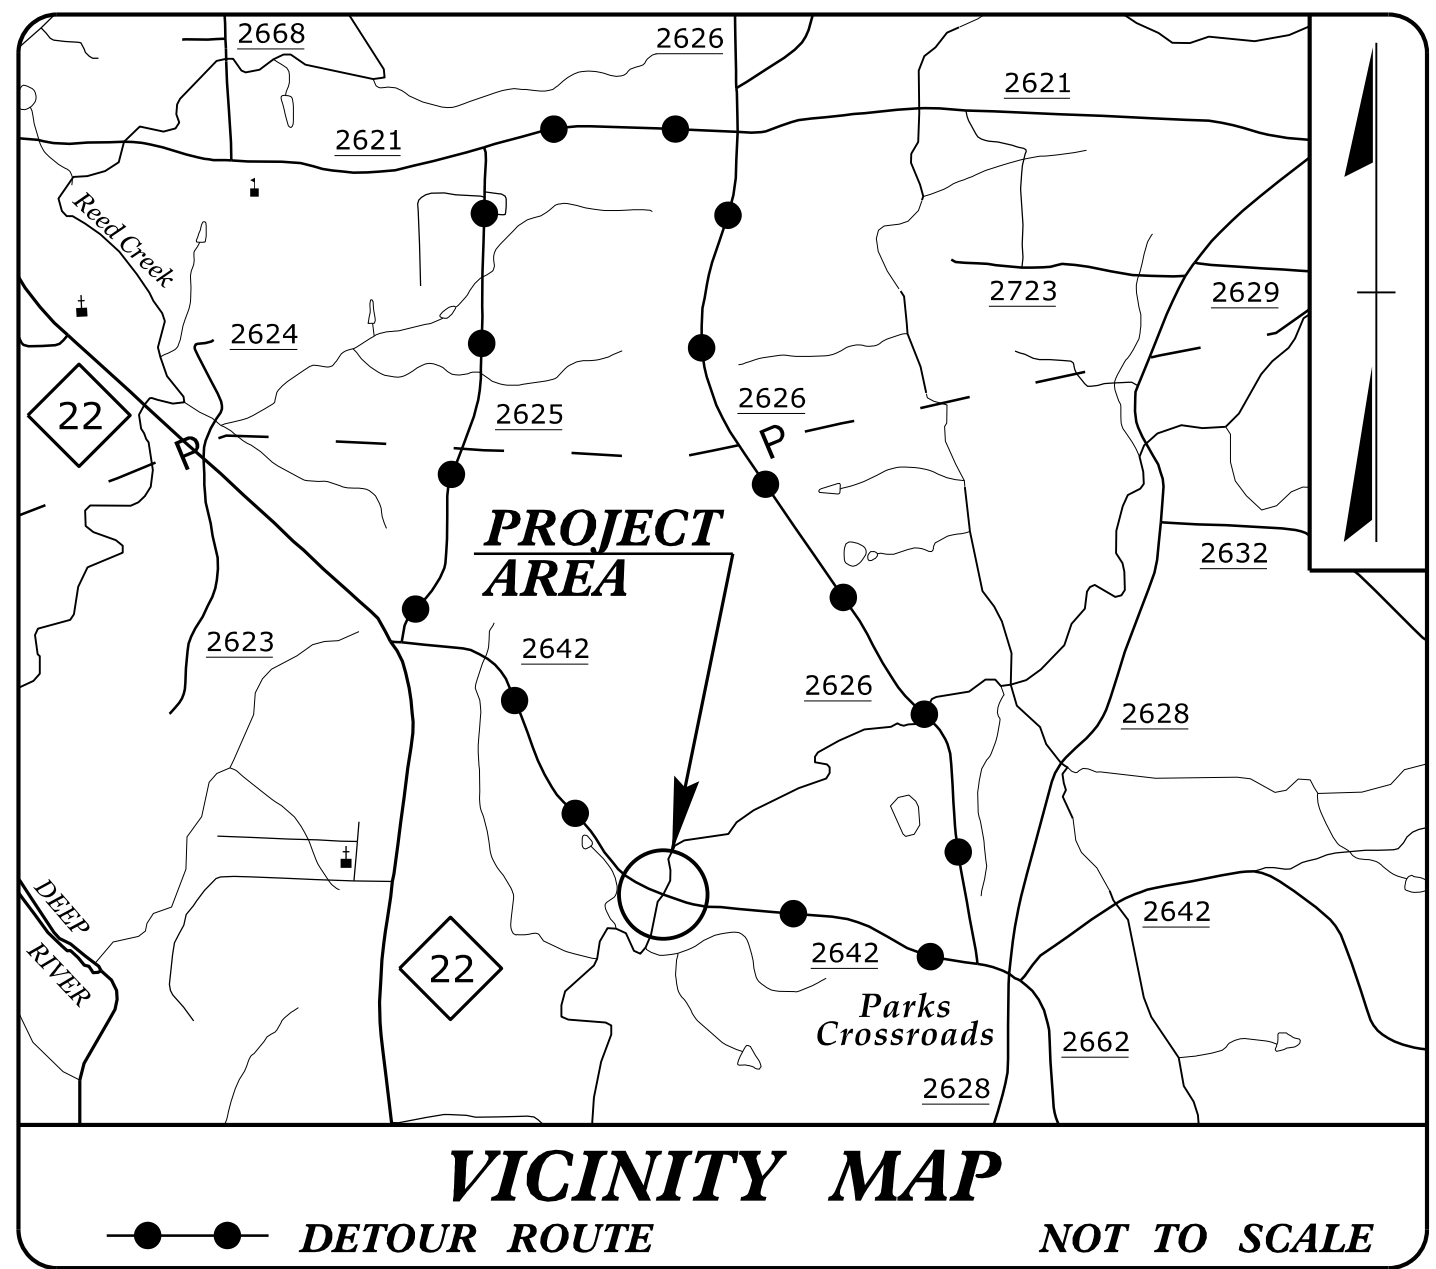 2668
2626
2621
2621
Reed Creek
2723
2629
2624
22
P
2625
2626
P
PROJECT
AREA
2632
2623
2642
2626
2628
DEEP
RIVER
22
2642
2642
Parks
Crossroads
2662
2628
VICINITY MAP
DETOUR ROUTE
NOT TO SCALE